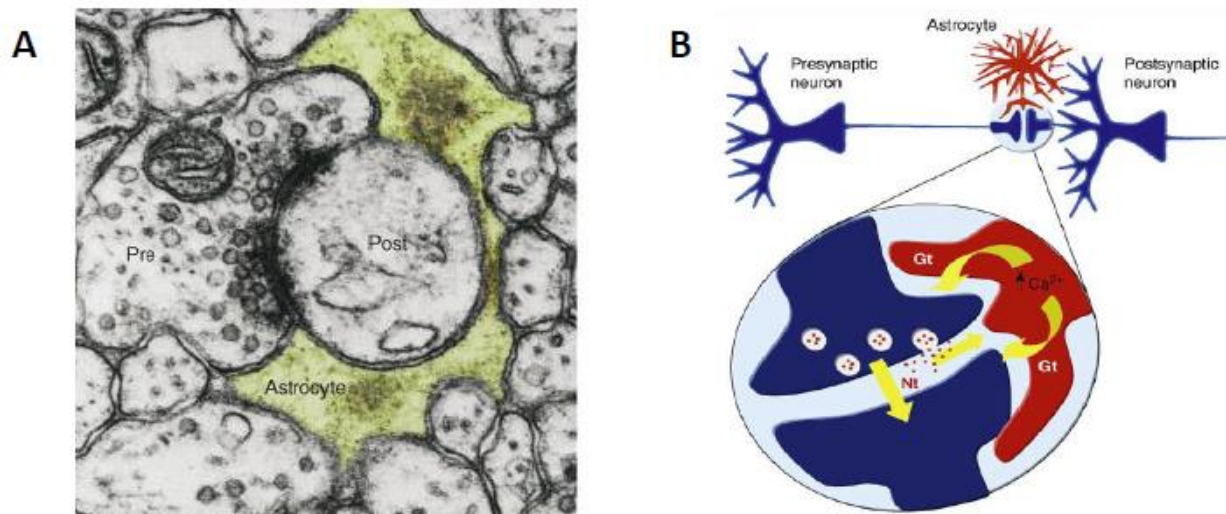 A
Pre
Post
Astrocyte
B
Astrocyte
Presynaptic
neuron
Postsynaptic
neuron
Gt
Ca2+
Nt
Gt